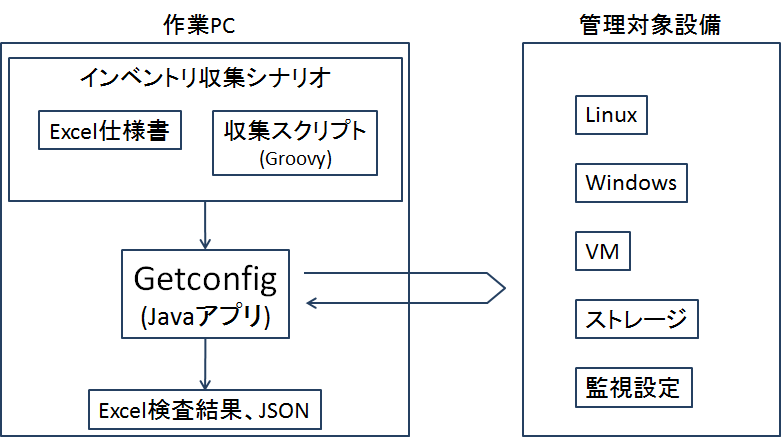 作業PC
インベントリ収集シナリオ
Excel仕様書
収集スクリプト
(Groovy)
Getconfig
(Javaアプリ)
Excel検査結果、JSON
管理対象設備
Linux
Windows
VM
ストレージ
監視設定